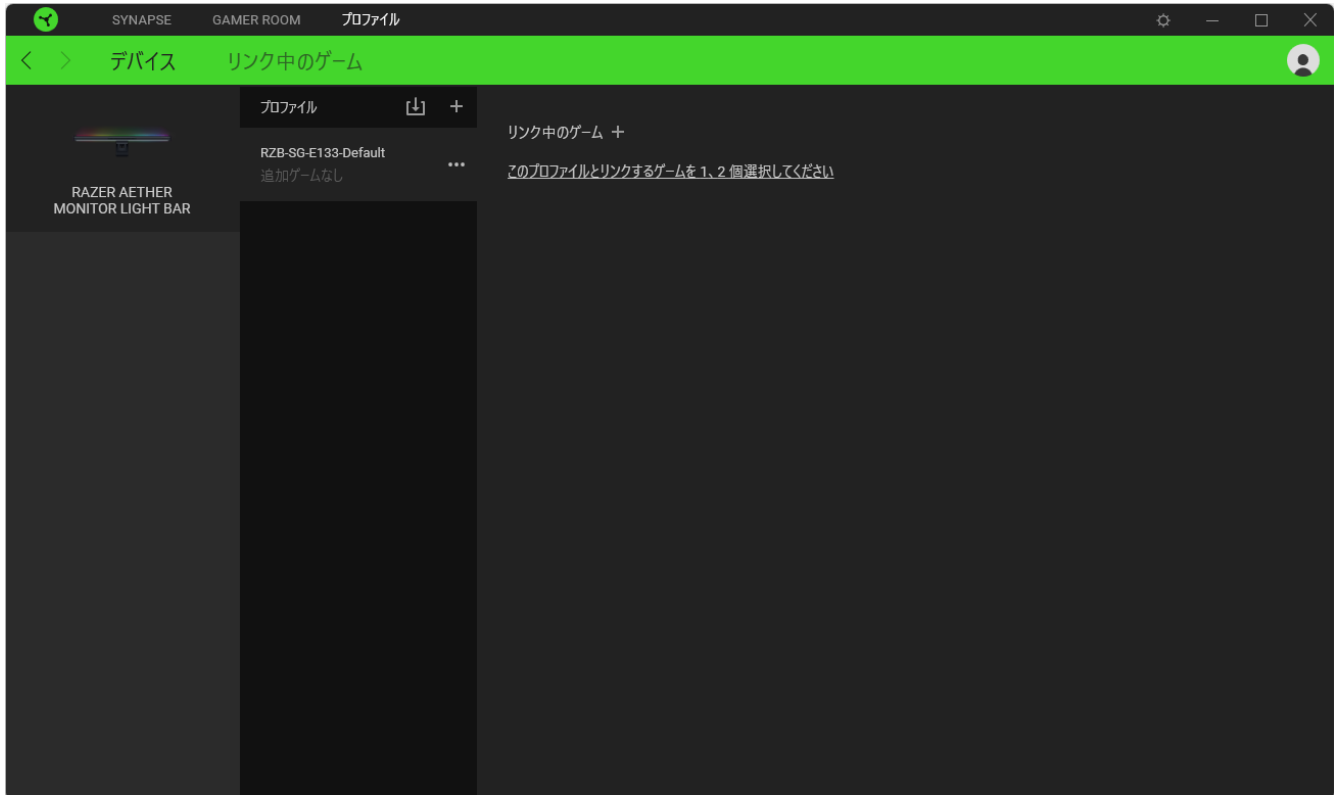 SYNAPSE GAMER ROOM プロファイル
デバイス リンク中のゲーム
RAZER AETHER
MONITOR LIGHT BAR
プロファイル
RZB-SG-E133-Default
追加ゲームなし
リンク中のゲーム +
このプロファイルとリンクするゲームを 1、2 個選択してください